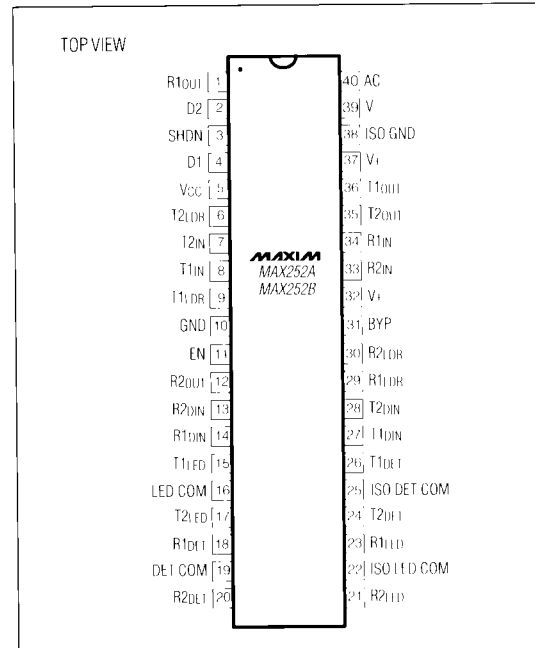 TOP VIEW
R1OUT 1
D2 2
SHDN 3
D1 4
VCC 5
T2LDR 6
T2IN 7
T1IN 8
T1LDR 9
GND 10
EN 11
R2OUT 12
R2DIN 13
R1DIN 14
T1LED 15
LED COM 16
T2LED 17
R1DET 18
DET COM 19
R2DET 20
MAXIM
MAX252A
MAX252B
40 AC
39 V
38 ISO GND
37 V+
36 T1OUT
35 T2OUT
34 R1IN
33 R2IN
32 V+
31 BYP
30 R2LDR
29 R1LDR
28 T2DIN
27 T1DIN
26 T1DET
25 ISO DET COM
24 T2DET
23 R1LED
22 ISO LED COM
21 R2LED